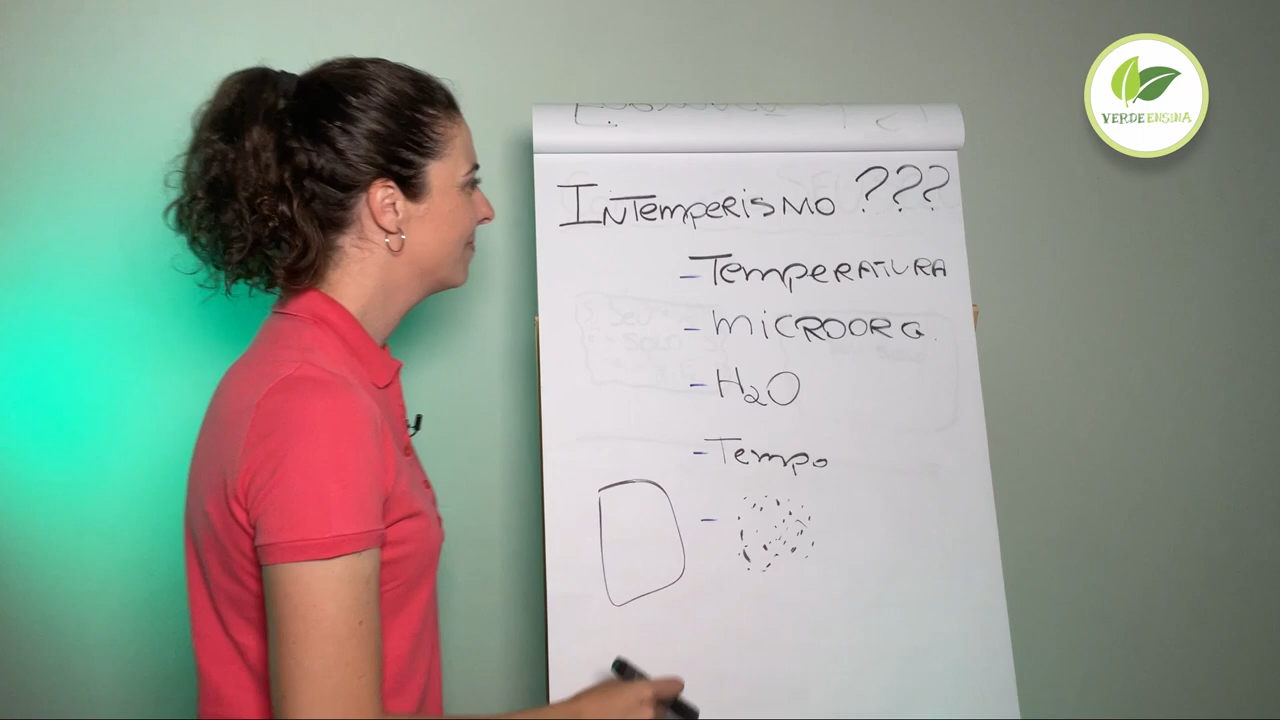 VERDE ENSINA
INTEMPERISMO ???
- TEMPERATURA
- MICROORG.
- H2O
- Tempo
-